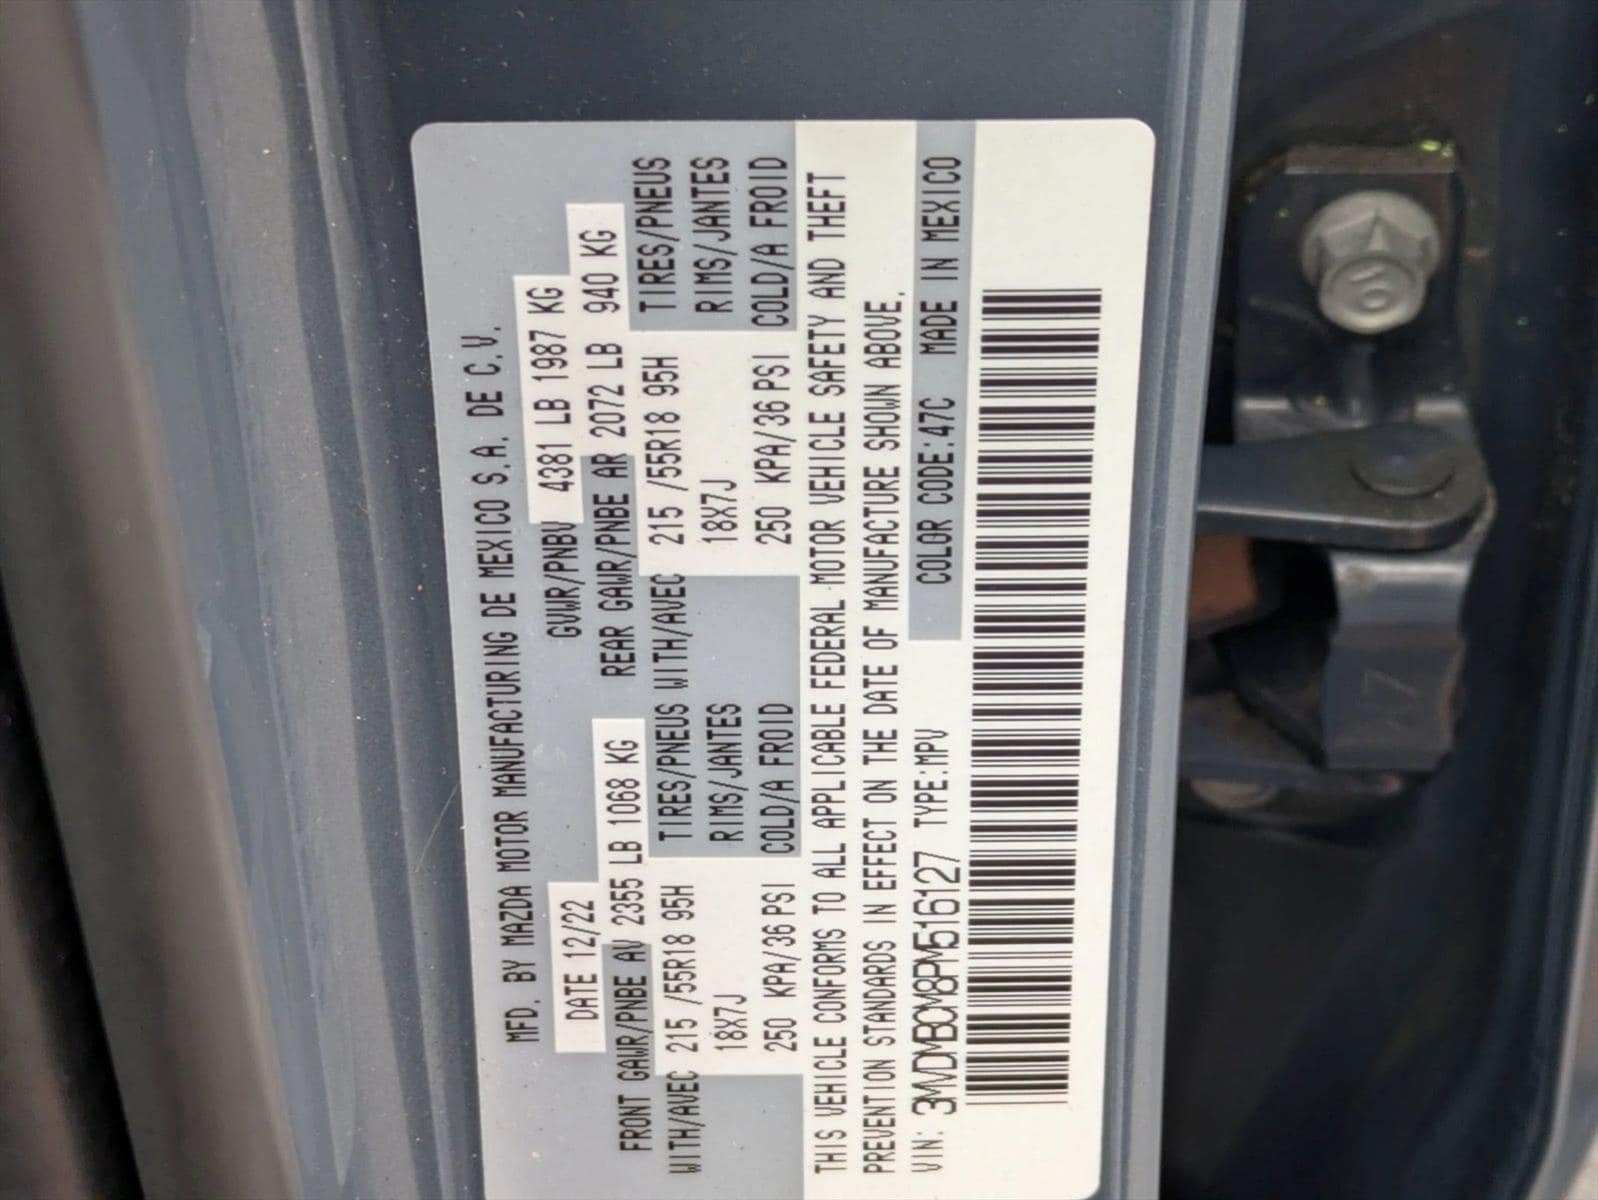 MFD. BY MAZDA MOTOR MANUFACTURING DE MEXICO S.A. DE C.V.
DATE 12/22 GVWR/PNBV 4381 LB 1987 KG
FRONT GAWR/PNBE AV 2355 LB 1068 KG REAR GAWR/PNBE AR 2072 LB 940 KG
WITH/AVEC 215 /55R18 95H TIRES/PNEUS WITH/AVEC 215 /55R18 95H TIRES/PNEUS
18X7J RIMS/JANTES 18X7J RIMS/JANTES
250 KPA/36 PSI COLD/A FROID 250 KPA/36 PSI COLD/A FROID
THIS VEHICLE CONFORMS TO ALL APPLICABLE FEDERAL MOTOR VEHICLE SAFETY AND THEFT
PREVENTION STANDARDS IN EFFECT ON THE DATE OF MANUFACTURE SHOWN ABOVE.
VIN: 3MVDMBCM8PM516127 TYPE:MPV COLOR CODE:47C MADE IN MEXICO